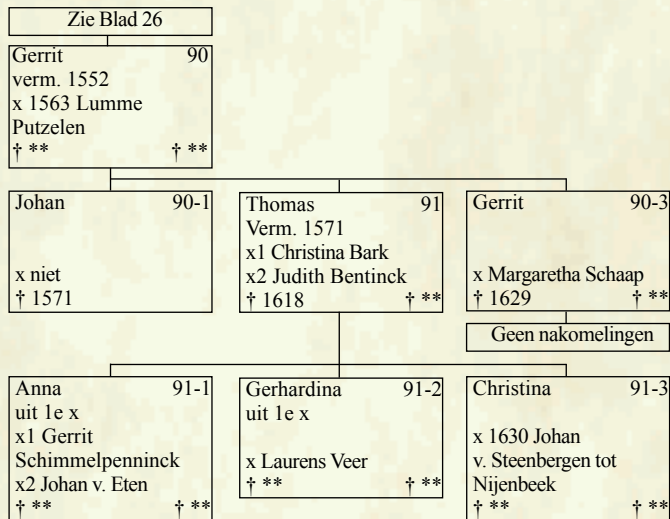 Zie Blad 26
Gerrit 90
verm. 1552
x 1563 Lumme
Putzelen
† ** † **
Johan 90-1
x niet
† 1571
Thomas 91
Verm. 1571
x1 Christina Bark
x2 Judith Bentinck
† 1618 † **
Gerrit 90-3
x Margaretha Schaap
† 1629 † **
Geen nakomelingen
Anna 91-1
uit 1e x
x1 Gerrit
Schimmelpenninck
x2 Johan v. Eten
† ** † **
Gerhardina 91-2
uit 1e x
x Laurens Veer
† ** † **
Christina 91-3
x 1630 Johan
v. Steenbergen tot
Nijenbeek
† ** † **